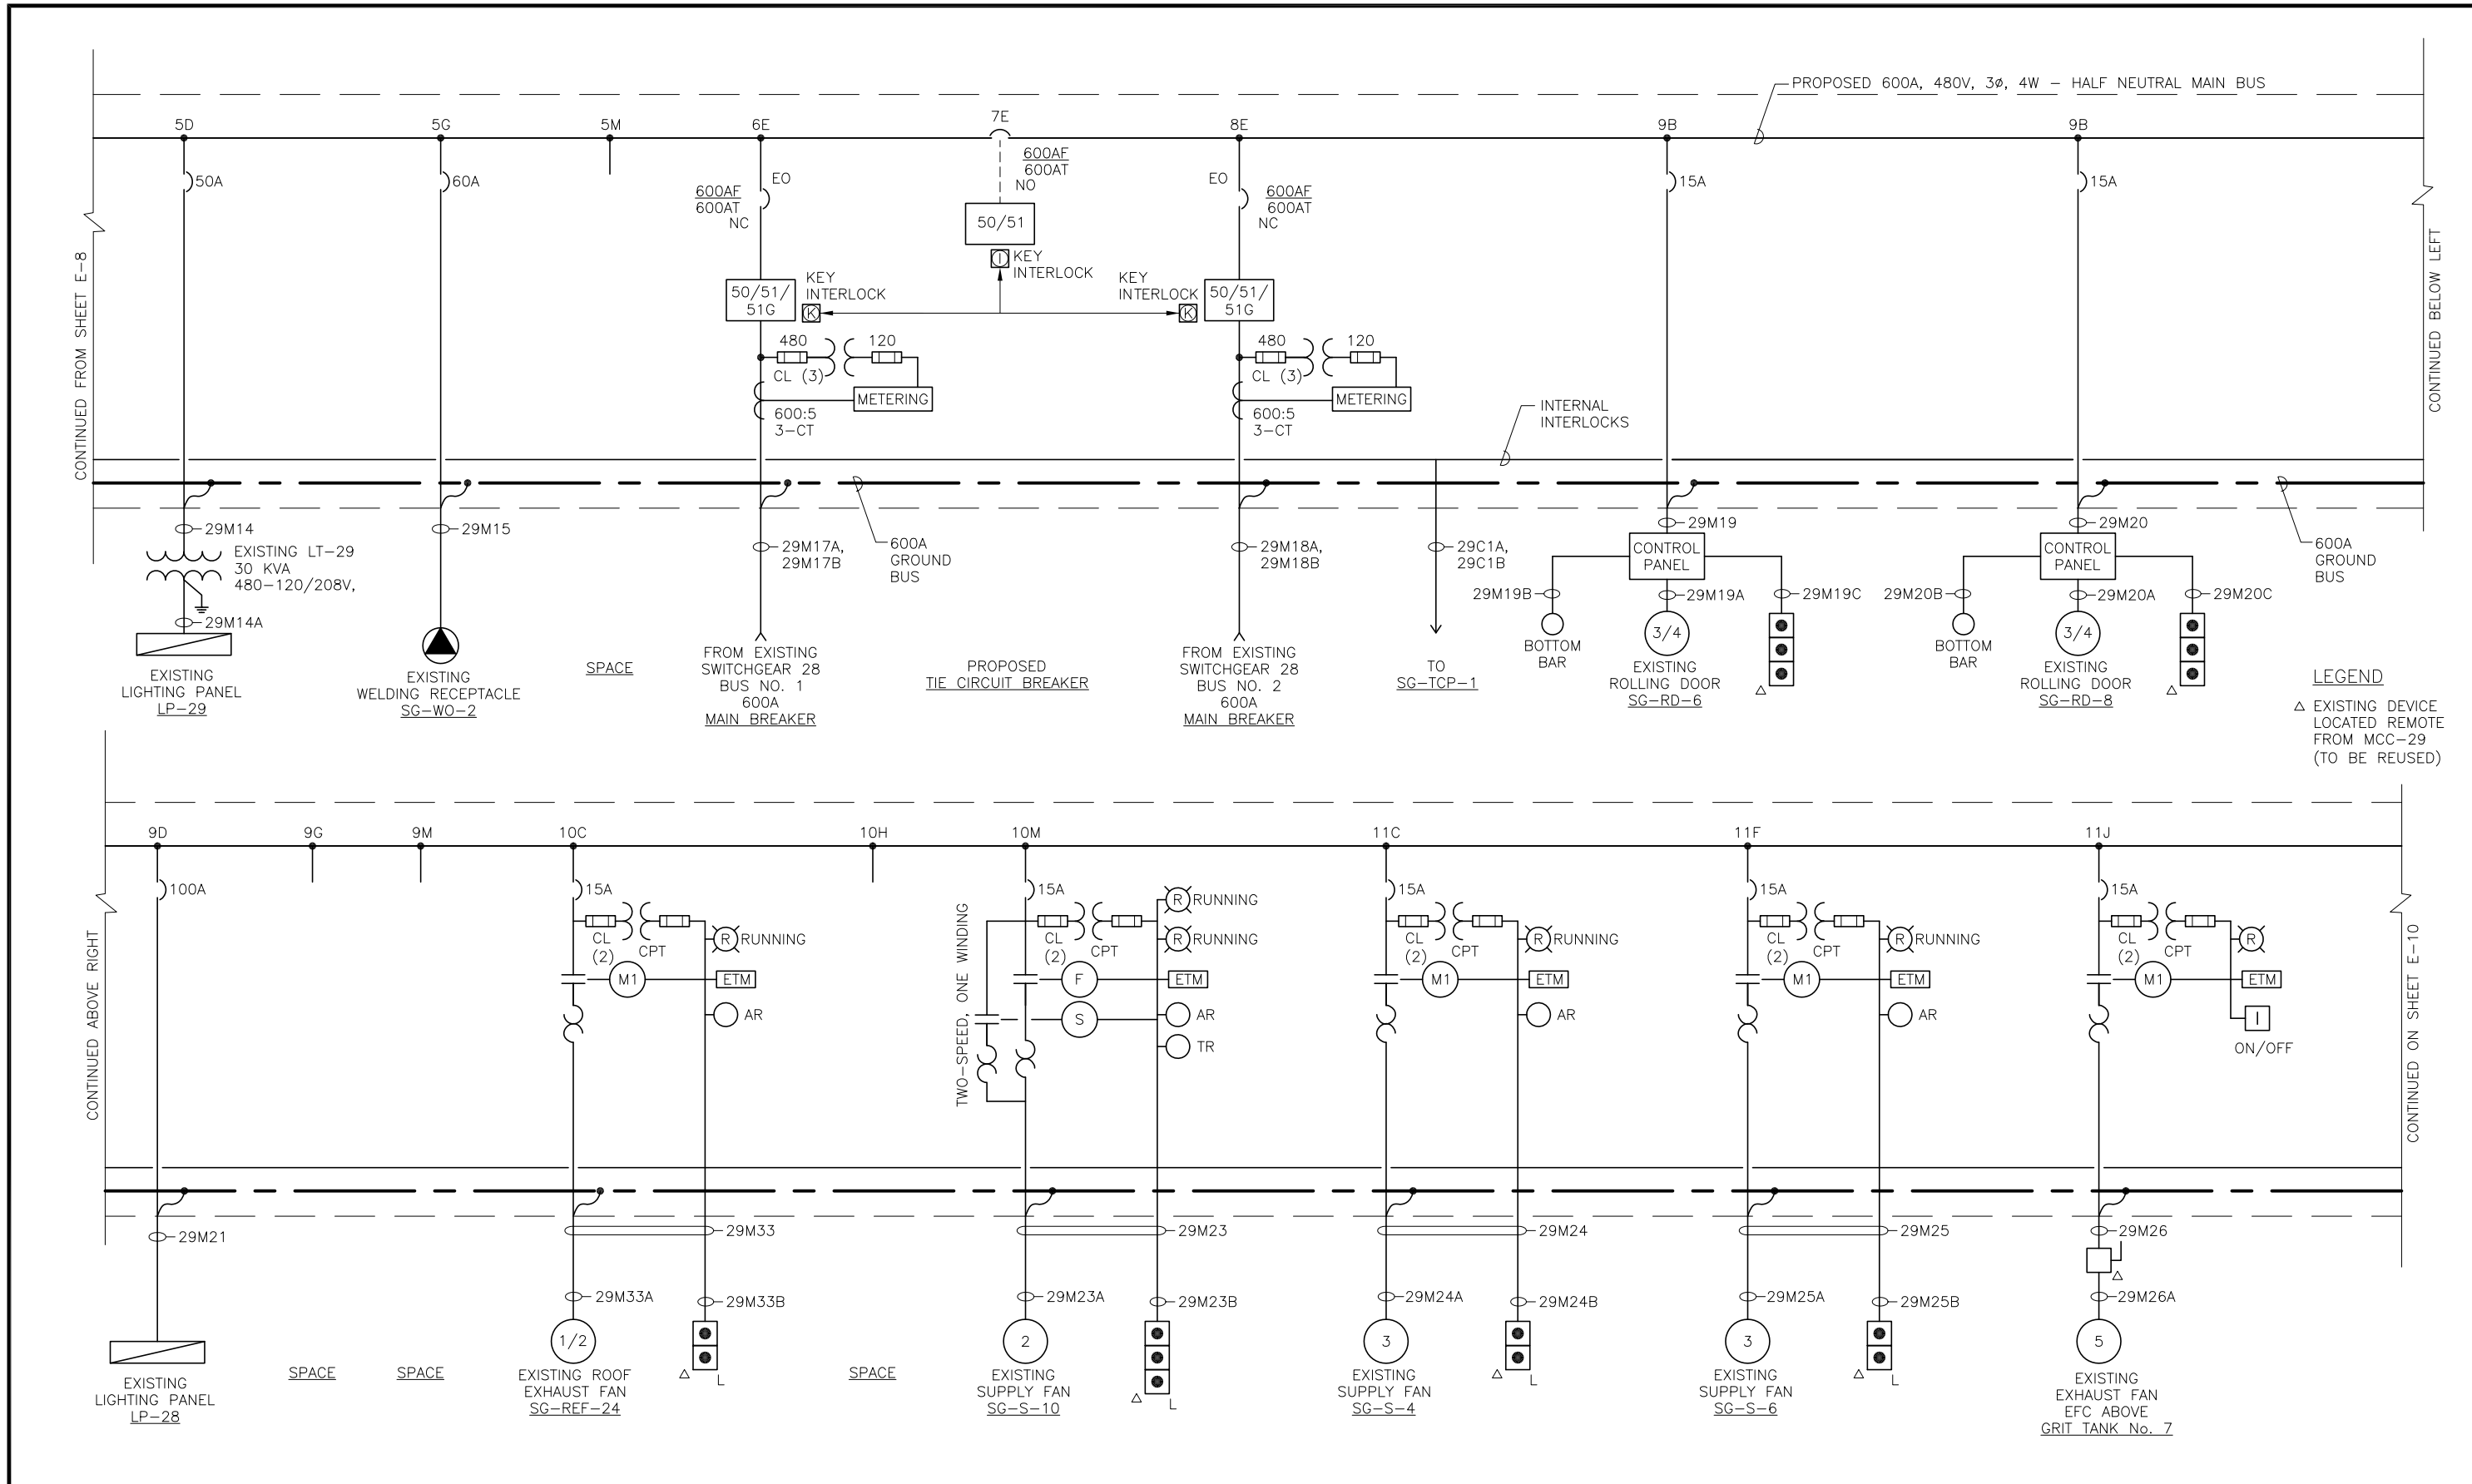 PROPOSED 600A, 480V, 3ø, 4W – HALF NEUTRAL MAIN BUS
5D
5G
5M
6E
7E
8E
9B
9B
50A
60A
EO
600AF
600AT
NC
600AF
600AT
NO
50/51
KEY
INTERLOCK
I
EO
600AF
600AT
NC
15A
15A
CONTINUED FROM SHEET E-8
CONTINUED BELOW LEFT
50/51/
51G
KEY
INTERLOCK
K
KEY
INTERLOCK
K
50/51/
51G
480
120
CL (3)
METERING
600:5
3-CT
480
120
CL (3)
METERING
600:5
3-CT
INTERNAL
INTERLOCKS
29M14
EXISTING LT-29
30 KVA
480-120/208V,
29M14A
EXISTING
LIGHTING PANEL
LP-29
29M15
EXISTING
WELDING RECEPTACLE
SG-WO-2
SPACE
29M17A,
29M17B
FROM EXISTING
SWITCHGEAR 28
BUS NO. 1
600A
MAIN BREAKER
600A
GROUND
BUS
PROPOSED
TIE CIRCUIT BREAKER
29M18A,
29M18B
FROM EXISTING
SWITCHGEAR 28
BUS NO. 2
600A
MAIN BREAKER
29C1A,
29C1B
TO
SG-TCP-1
29M19
CONTROL
PANEL
29M19B
29M19A
29M19C
BOTTOM
BAR
3/4
EXISTING
ROLLING DOOR
SG-RD-6
29M20
CONTROL
PANEL
29M20B
29M20A
29M20C
BOTTOM
BAR
3/4
EXISTING
ROLLING DOOR
SG-RD-8
600A
GROUND
BUS
LEGEND
△ EXISTING DEVICE
LOCATED REMOTE
FROM MCC-29
(TO BE REUSED)
9D
9G
9M
10C
10H
10M
11C
11F
11J
CONTINUED ABOVE RIGHT
CONTINUED ON SHEET E-10
100A
29M21
EXISTING
LIGHTING PANEL
LP-28
SPACE
SPACE
15A
CL
(2)
CPT
R RUNNING
M1
ETM
AR
29M33
29M33A
29M33B
1/2
L
EXISTING ROOF
EXHAUST FAN
SG-REF-24
SPACE
TWO-SPEED, ONE WINDING
15A
R RUNNING
CL
(2)
CPT
R RUNNING
F
ETM
S
AR
TR
29M23
29M23A
29M23B
2
L
EXISTING
SUPPLY FAN
SG-S-10
15A
CL
(2)
CPT
R RUNNING
M1
ETM
AR
29M24
29M24A
29M24B
3
L
EXISTING
SUPPLY FAN
SG-S-4
15A
CL
(2)
CPT
R RUNNING
M1
ETM
AR
29M25
29M25A
29M25B
3
L
EXISTING
SUPPLY FAN
SG-S-6
15A
CL
(2)
CPT
R
M1
ETM
I
ON/OFF
29M26
29M26A
5
EXISTING
EXHAUST FAN
EFC ABOVE
GRIT TANK No. 7